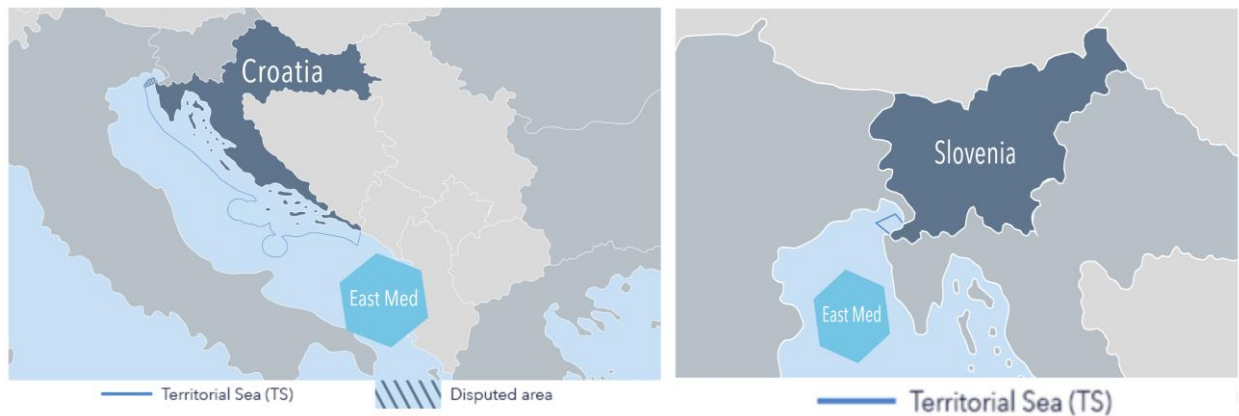 Croatia
East Med
Territorial Sea (TS)
Disputed area
Slovenia
East Med
Territorial Sea (TS)